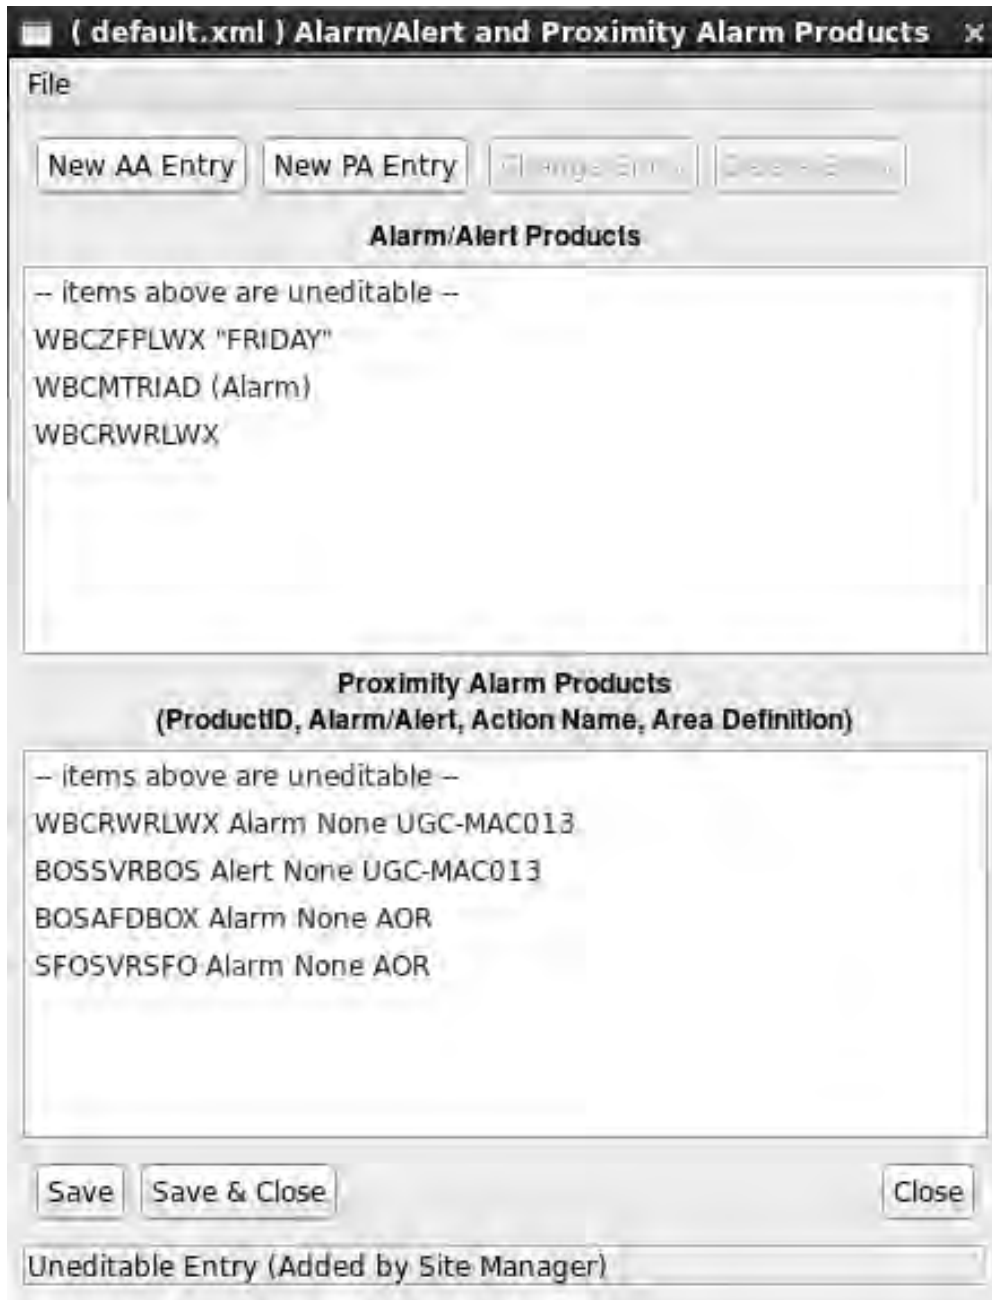 ( default.xml ) Alarm/Alert and Proximity Alarm Products
File
New AA Entry New PA Entry
Alarm/Alert Products
-- items above are uneditable --
WBCZFPLWX "FRIDAY"
WBCMTRIAD (Alarm)
WBCRWRLWX
Proximity Alarm Products
(ProductID, Alarm/Alert, Action Name, Area Definition)
-- items above are uneditable --
WBCRWRLWX Alarm None UGC-MAC013
BOSSVRBOS Alert None UGC-MAC013
BOSAFDBOX Alarm None AOR
SFOSVRSFO Alarm None AOR
Save Save & Close Close
Uneditable Entry (Added by Site Manager)